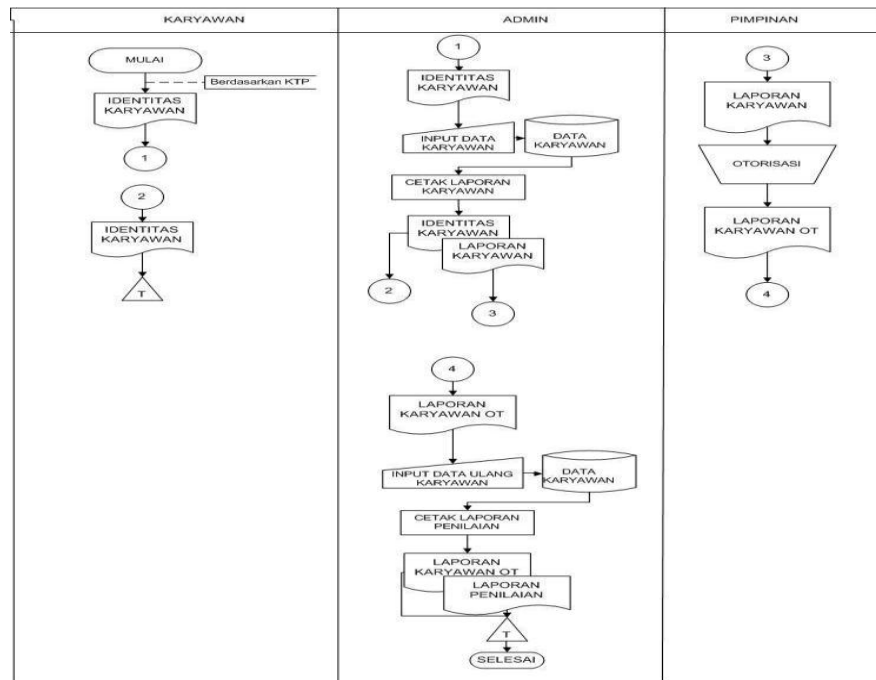 KARYAWAN
MULAI
Berdasarkan KTP
IDENTITAS
KARYAWAN
1
2
IDENTITAS
KARYAWAN
T
ADMIN
1
IDENTITAS
KARYAWAN
INPUT DATA
KARYAWAN
DATA
KARYAWAN
CETAK LAPORAN
KARYAWAN
IDENTITAS
KARYAWAN
LAPORAN
KARYAWAN
2
3
4
LAPORAN
KARYAWAN OT
INPUT DATA ULANG
KARYAWAN
DATA
KARYAWAN
CETAK LAPORAN
PENILAIAN
LAPORAN
KARYAWAN OT
LAPORAN
PENILAIAN
T
SELESAI
PIMPINAN
3
LAPORAN
KARYAWAN
OTORISASI
LAPORAN
KARYAWAN OT
4